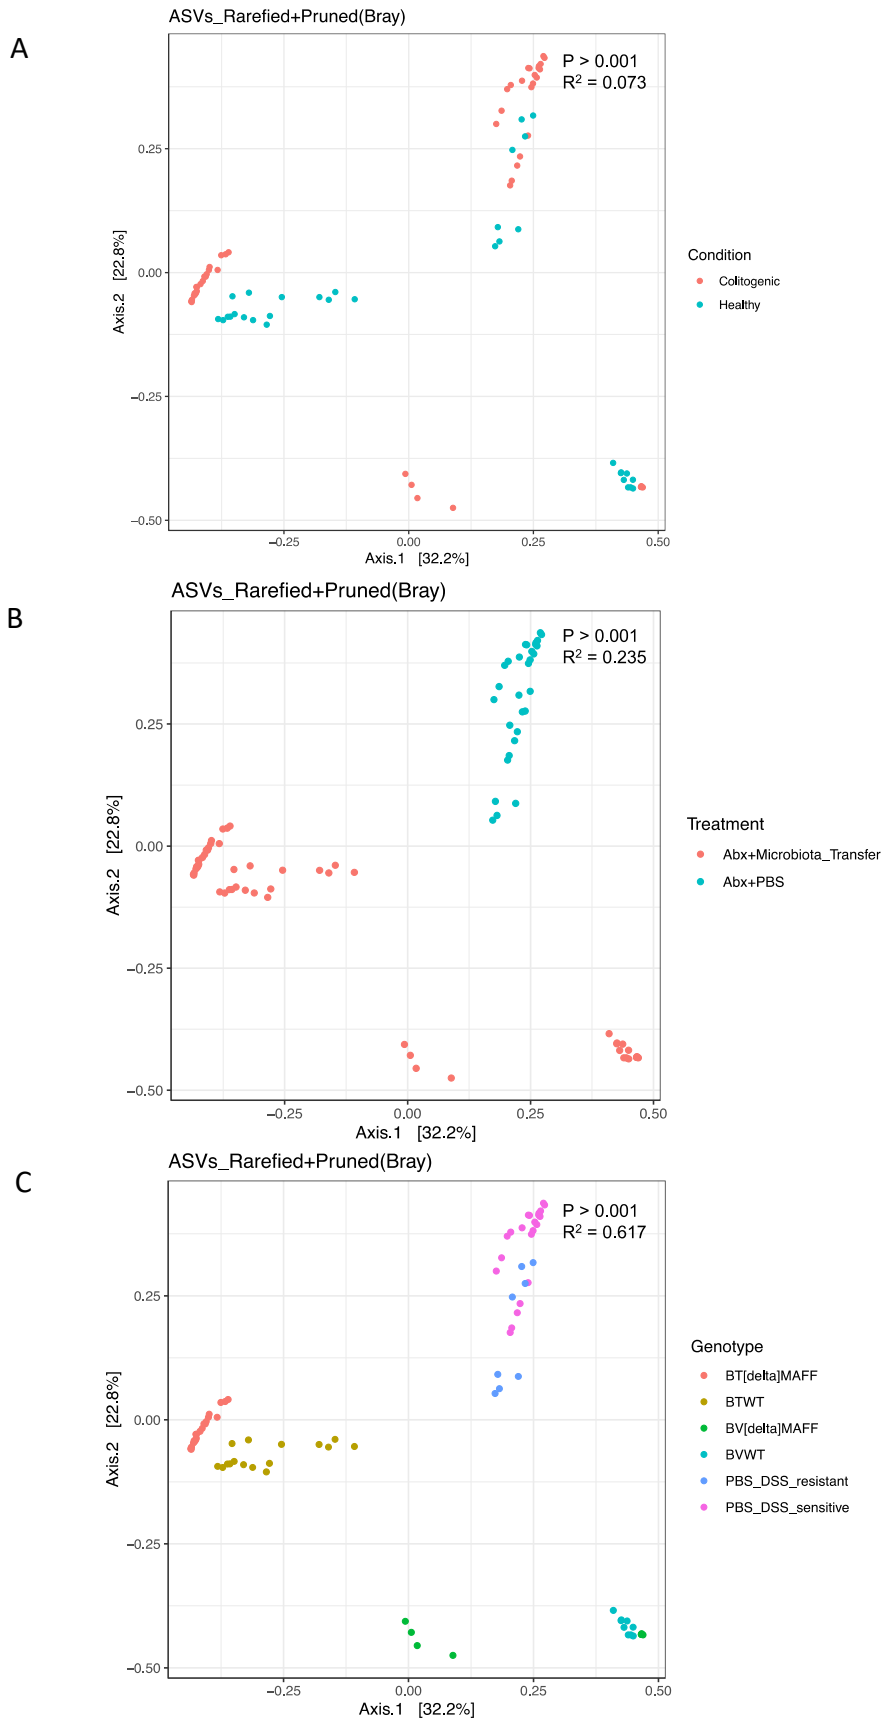 ASVs_Rarefied+Pruned(Bray)
A
P > 0.001
R² = 0.073
0.25
0.00
−0.25
−0.50
Axis.2 [22.8%]
−0.25
0.00
0.25
0.50
Axis.1 [32.2%]
Condition
Colitogenic
Healthy
ASVs_Rarefied+Pruned(Bray)
B
P > 0.001
R² = 0.235
0.25
0.00
−0.25
−0.50
Axis.2 [22.8%]
−0.25
0.00
0.25
0.50
Axis.1 [32.2%]
Treatment
Abx+Microbiota_Transfer
Abx+PBS
ASVs_Rarefied+Pruned(Bray)
C
P > 0.001
R² = 0.617
0.25
0.00
−0.25
−0.50
Axis.2 [22.8%]
−0.25
0.00
0.25
0.50
Axis.1 [32.2%]
Genotype
BT[delta]MAFF
BTWT
BV[delta]MAFF
BVWT
PBS_DSS_resistant
PBS_DSS_sensitive